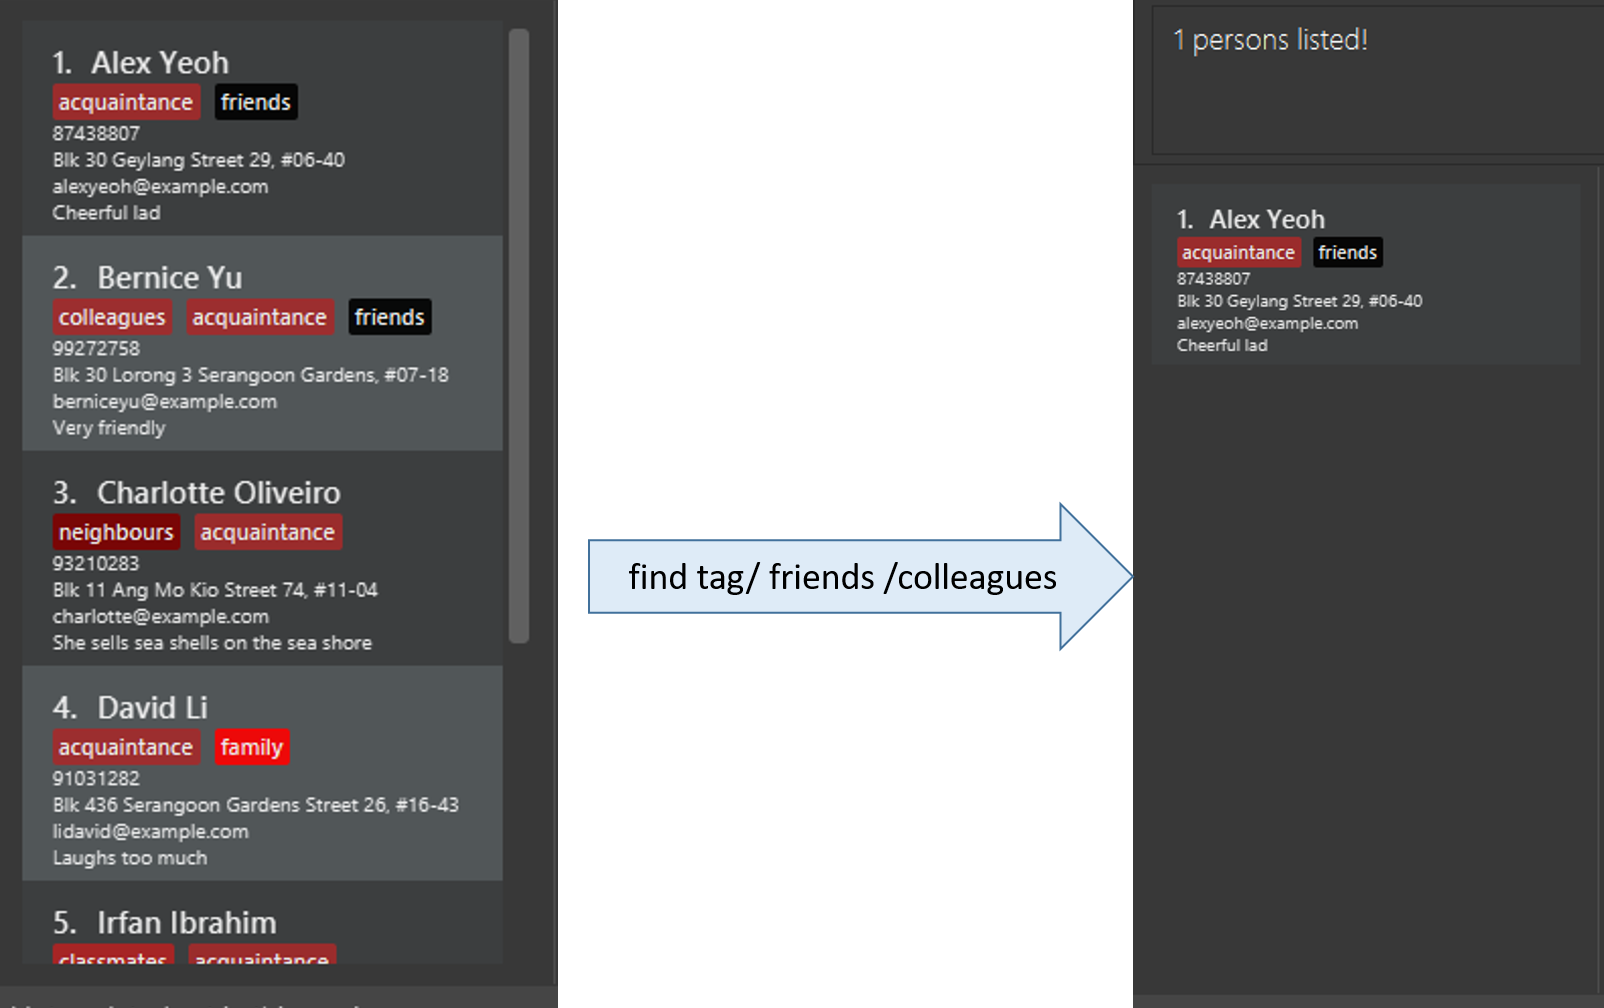 1. Alex Yeoh
acquaintance friends
87438807
Blk 30 Geylang Street 29, #06-40
alexyeoh@example.com
Cheerful lad
2. Bernice Yu
colleagues acquaintance friends
99272758
Blk 30 Lorong 3 Serangoon Gardens, #07-18
berniceyu@example.com
Very friendly
3. Charlotte Oliveiro
neighbours acquaintance
93210283
Blk 11 Ang Mo Kio Street 74, #11-04
charlotte@example.com
She sells sea shells on the sea shore
4. David Li
acquaintance family
91031282
Blk 436 Serangoon Gardens Street 26, #16-43
lidavid@example.com
Laughs too much
5. Irfan Ibrahim
classmates acquaintance
find tag/ friends /colleagues
1 persons listed!
1. Alex Yeoh
acquaintance friends
87438807
Blk 30 Geylang Street 29, #06-40
alexyeoh@example.com
Cheerful lad